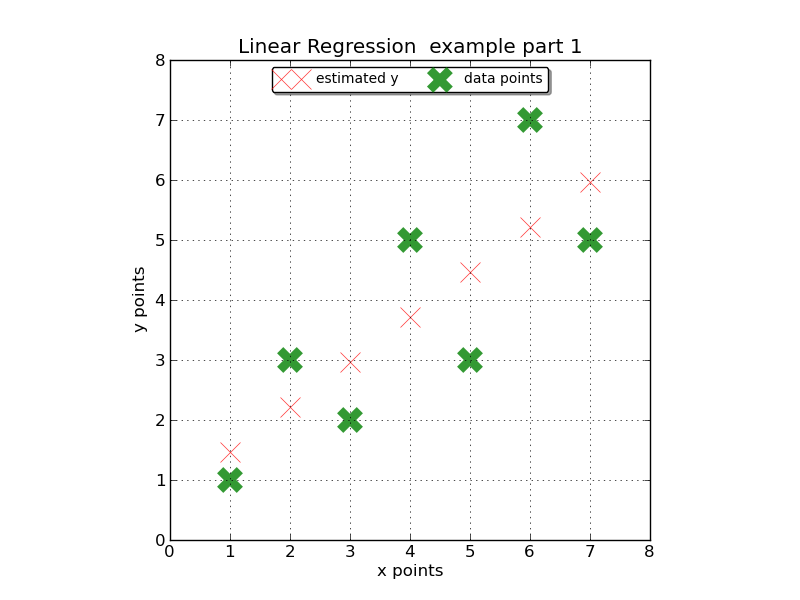 Linear Regression  example part 1
estimated y
data points
8
7
6
5
4
3
2
1
0
y points
0 1 2 3 4 5 6 7 8
x points